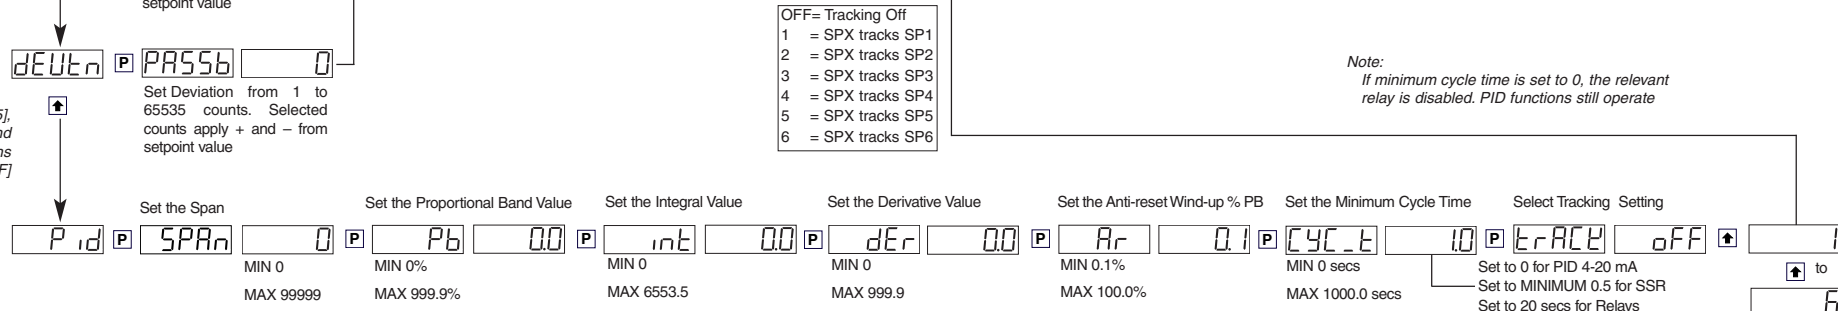 setpoint value
dEVtn P PASSb 0
Set Deviation from 1 to
65535 counts. Selected
counts apply + and – from
setpoint value
5],
nd
ns
F]
OFF= Tracking Off
1 = SPX tracks SP1
2 = SPX tracks SP2
3 = SPX tracks SP3
4 = SPX tracks SP4
5 = SPX tracks SP5
6 = SPX tracks SP6
Note:
If minimum cycle time is set to 0, the relevant
relay is disabled. PID functions still operate
Set the Span
Set the Proportional Band Value
Set the Integral Value
Set the Derivative Value
Set the Anti-reset Wind-up % PB
Set the Minimum Cycle Time
Select Tracking Setting
P id P SPAn 0 P Pb 0.0 P int 0.0 P dEr 0.0 P Ar 0.1 P CYC_t 1.0 P trACK oFF 1
MIN 0
MAX 99999
MIN 0%
MAX 999.9%
MIN 0
MAX 6553.5
MIN 0
MAX 999.9
MIN 0.1%
MAX 100.0%
MIN 0 secs
MAX 1000.0 secs
Set to 0 for PID 4-20 mA
Set to MINIMUM 0.5 for SSR
Set to 20 secs for Relays
to
6